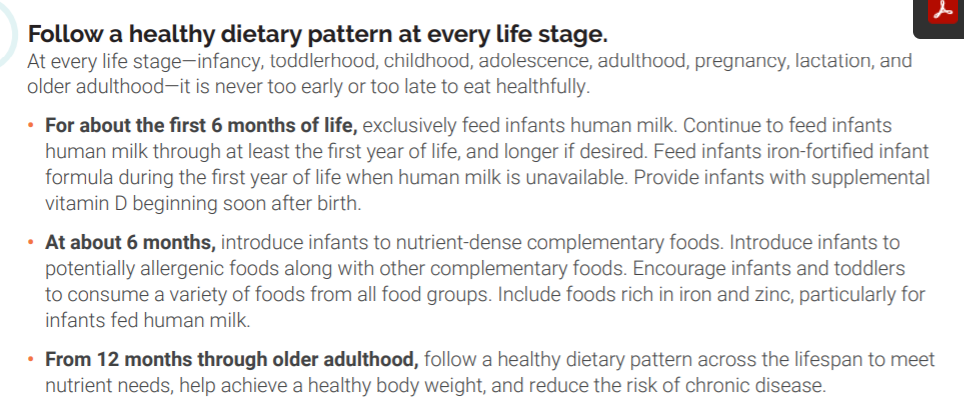 Follow a healthy dietary pattern at every life stage.
At every life stage—infancy, toddlerhood, childhood, adolescence, adulthood, pregnancy, lactation, and
older adulthood—it is never too early or too late to eat healthfully.
• For about the first 6 months of life, exclusively feed infants human milk. Continue to feed infants
human milk through at least the first year of life, and longer if desired. Feed infants iron-fortified infant
formula during the first year of life when human milk is unavailable. Provide infants with supplemental
vitamin D beginning soon after birth.
• At about 6 months, introduce infants to nutrient-dense complementary foods. Introduce infants to
potentially allergenic foods along with other complementary foods. Encourage infants and toddlers
to consume a variety of foods from all food groups. Include foods rich in iron and zinc, particularly for
infants fed human milk.
• From 12 months through older adulthood, follow a healthy dietary pattern across the lifespan to meet
nutrient needs, help achieve a healthy body weight, and reduce the risk of chronic disease.